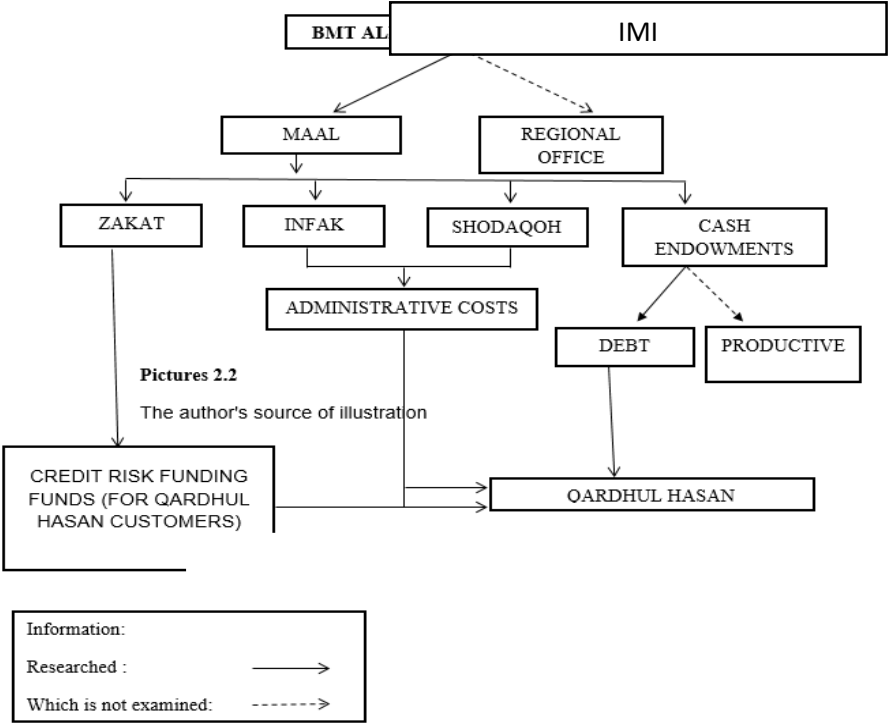 BMT AL
IMI
MAAL
REGIONAL
OFFICE
ZAKAT
INFAK
SHODAQOH
CASH
ENDOWMENTS
ADMINISTRATIVE COSTS
DEBT
PRODUCTIVE
Pictures 2.2
The author's source of illustration
CREDIT RISK FUNDING
FUNDS (FOR QARDHUL
HASAN CUSTOMERS)
QARDHUL HASAN
Information:
Researched :
Which is not examined: